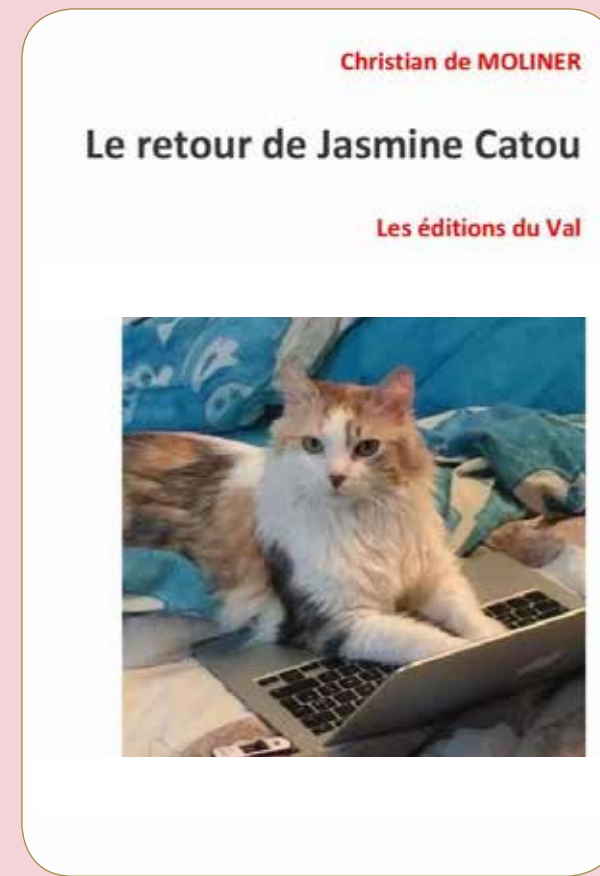 Christian de MOLINER
Le retour de Jasmine Catou
Les éditions du Val